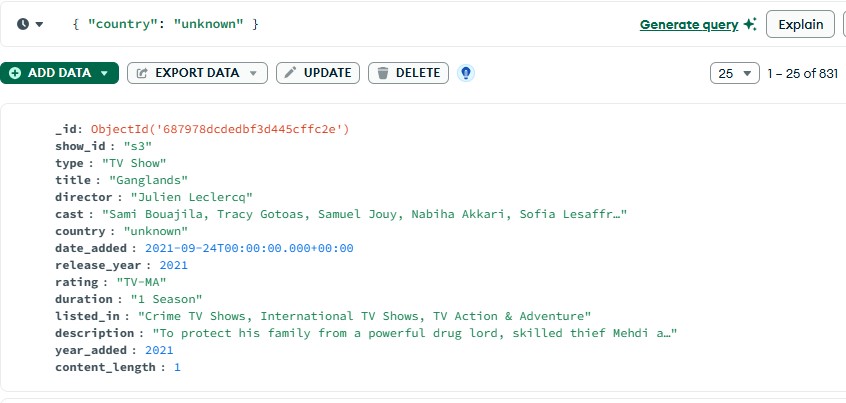 { "country": "unknown" }
Generate query
Explain
ADD DATA
EXPORT DATA
UPDATE
DELETE
25
1 – 25 of 831
_id: ObjectId('687978dcdedbf3d445cffc2e')
show_id : "s3"
type : "TV Show"
title : "Ganglands"
director : "Julien Leclercq"
cast : "Sami Bouajila, Tracy Gotoas, Samuel Jouy, Nabiha Akkari, Sofia Lesaffr…"
country : "unknown"
date_added : 2021-09-24T00:00:00.000+00:00
release_year : 2021
rating : "TV-MA"
duration : "1 Season"
listed_in : "Crime TV Shows, International TV Shows, TV Action & Adventure"
description : "To protect his family from a powerful drug lord, skilled thief Mehdi a…"
year_added : 2021
content_length : 1